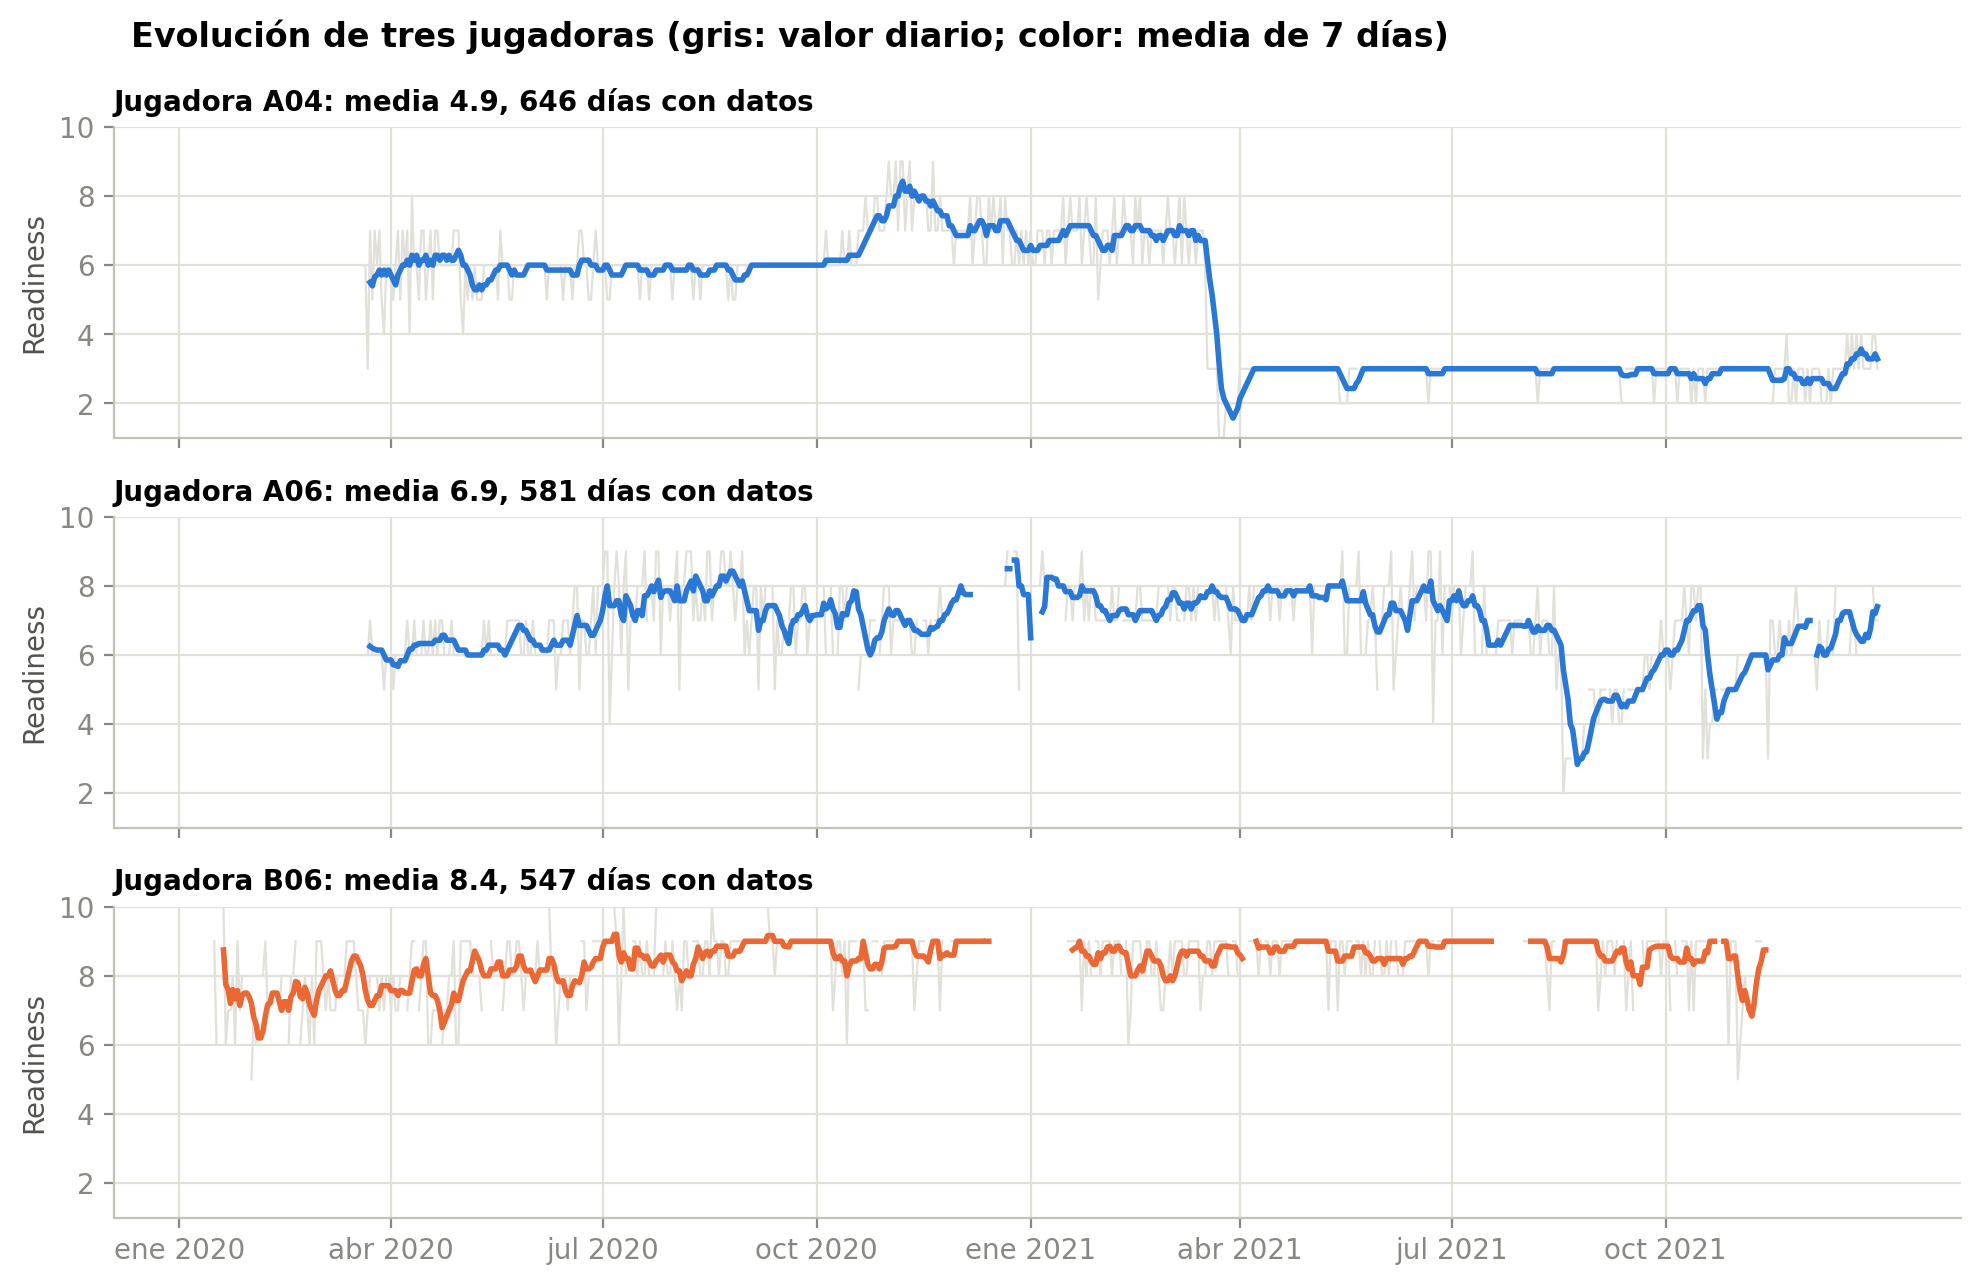 Evolución de tres jugadoras (gris: valor diario; color: media de 7 días)
Jugadora A04: media 4.9, 646 días con datos
10
8
6
4
2
Readiness
Jugadora A06: media 6.9, 581 días con datos
10
8
6
4
2
Readiness
Jugadora B06: media 8.4, 547 días con datos
10
8
6
4
2
Readiness
ene 2020 abr 2020 jul 2020 oct 2020 ene 2021 abr 2021 jul 2021 oct 2021